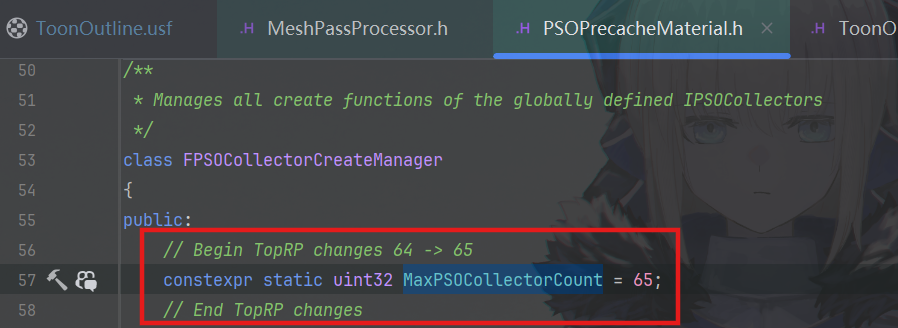 ToonOutline.usf
.H MeshPassProcessor.h
.H PSOPrecacheMaterial.h ×
.H ToonO
50 /**
51 * Manages all create functions of the globally defined IPSOCollectors
52 */
53 class FPSOCollectorCreateManager
54 {
55 public:
56 // Begin TopRP changes 64 -> 65
57 constexpr static uint32 MaxPSOCollectorCount = 65;
58 // End TopRP changes